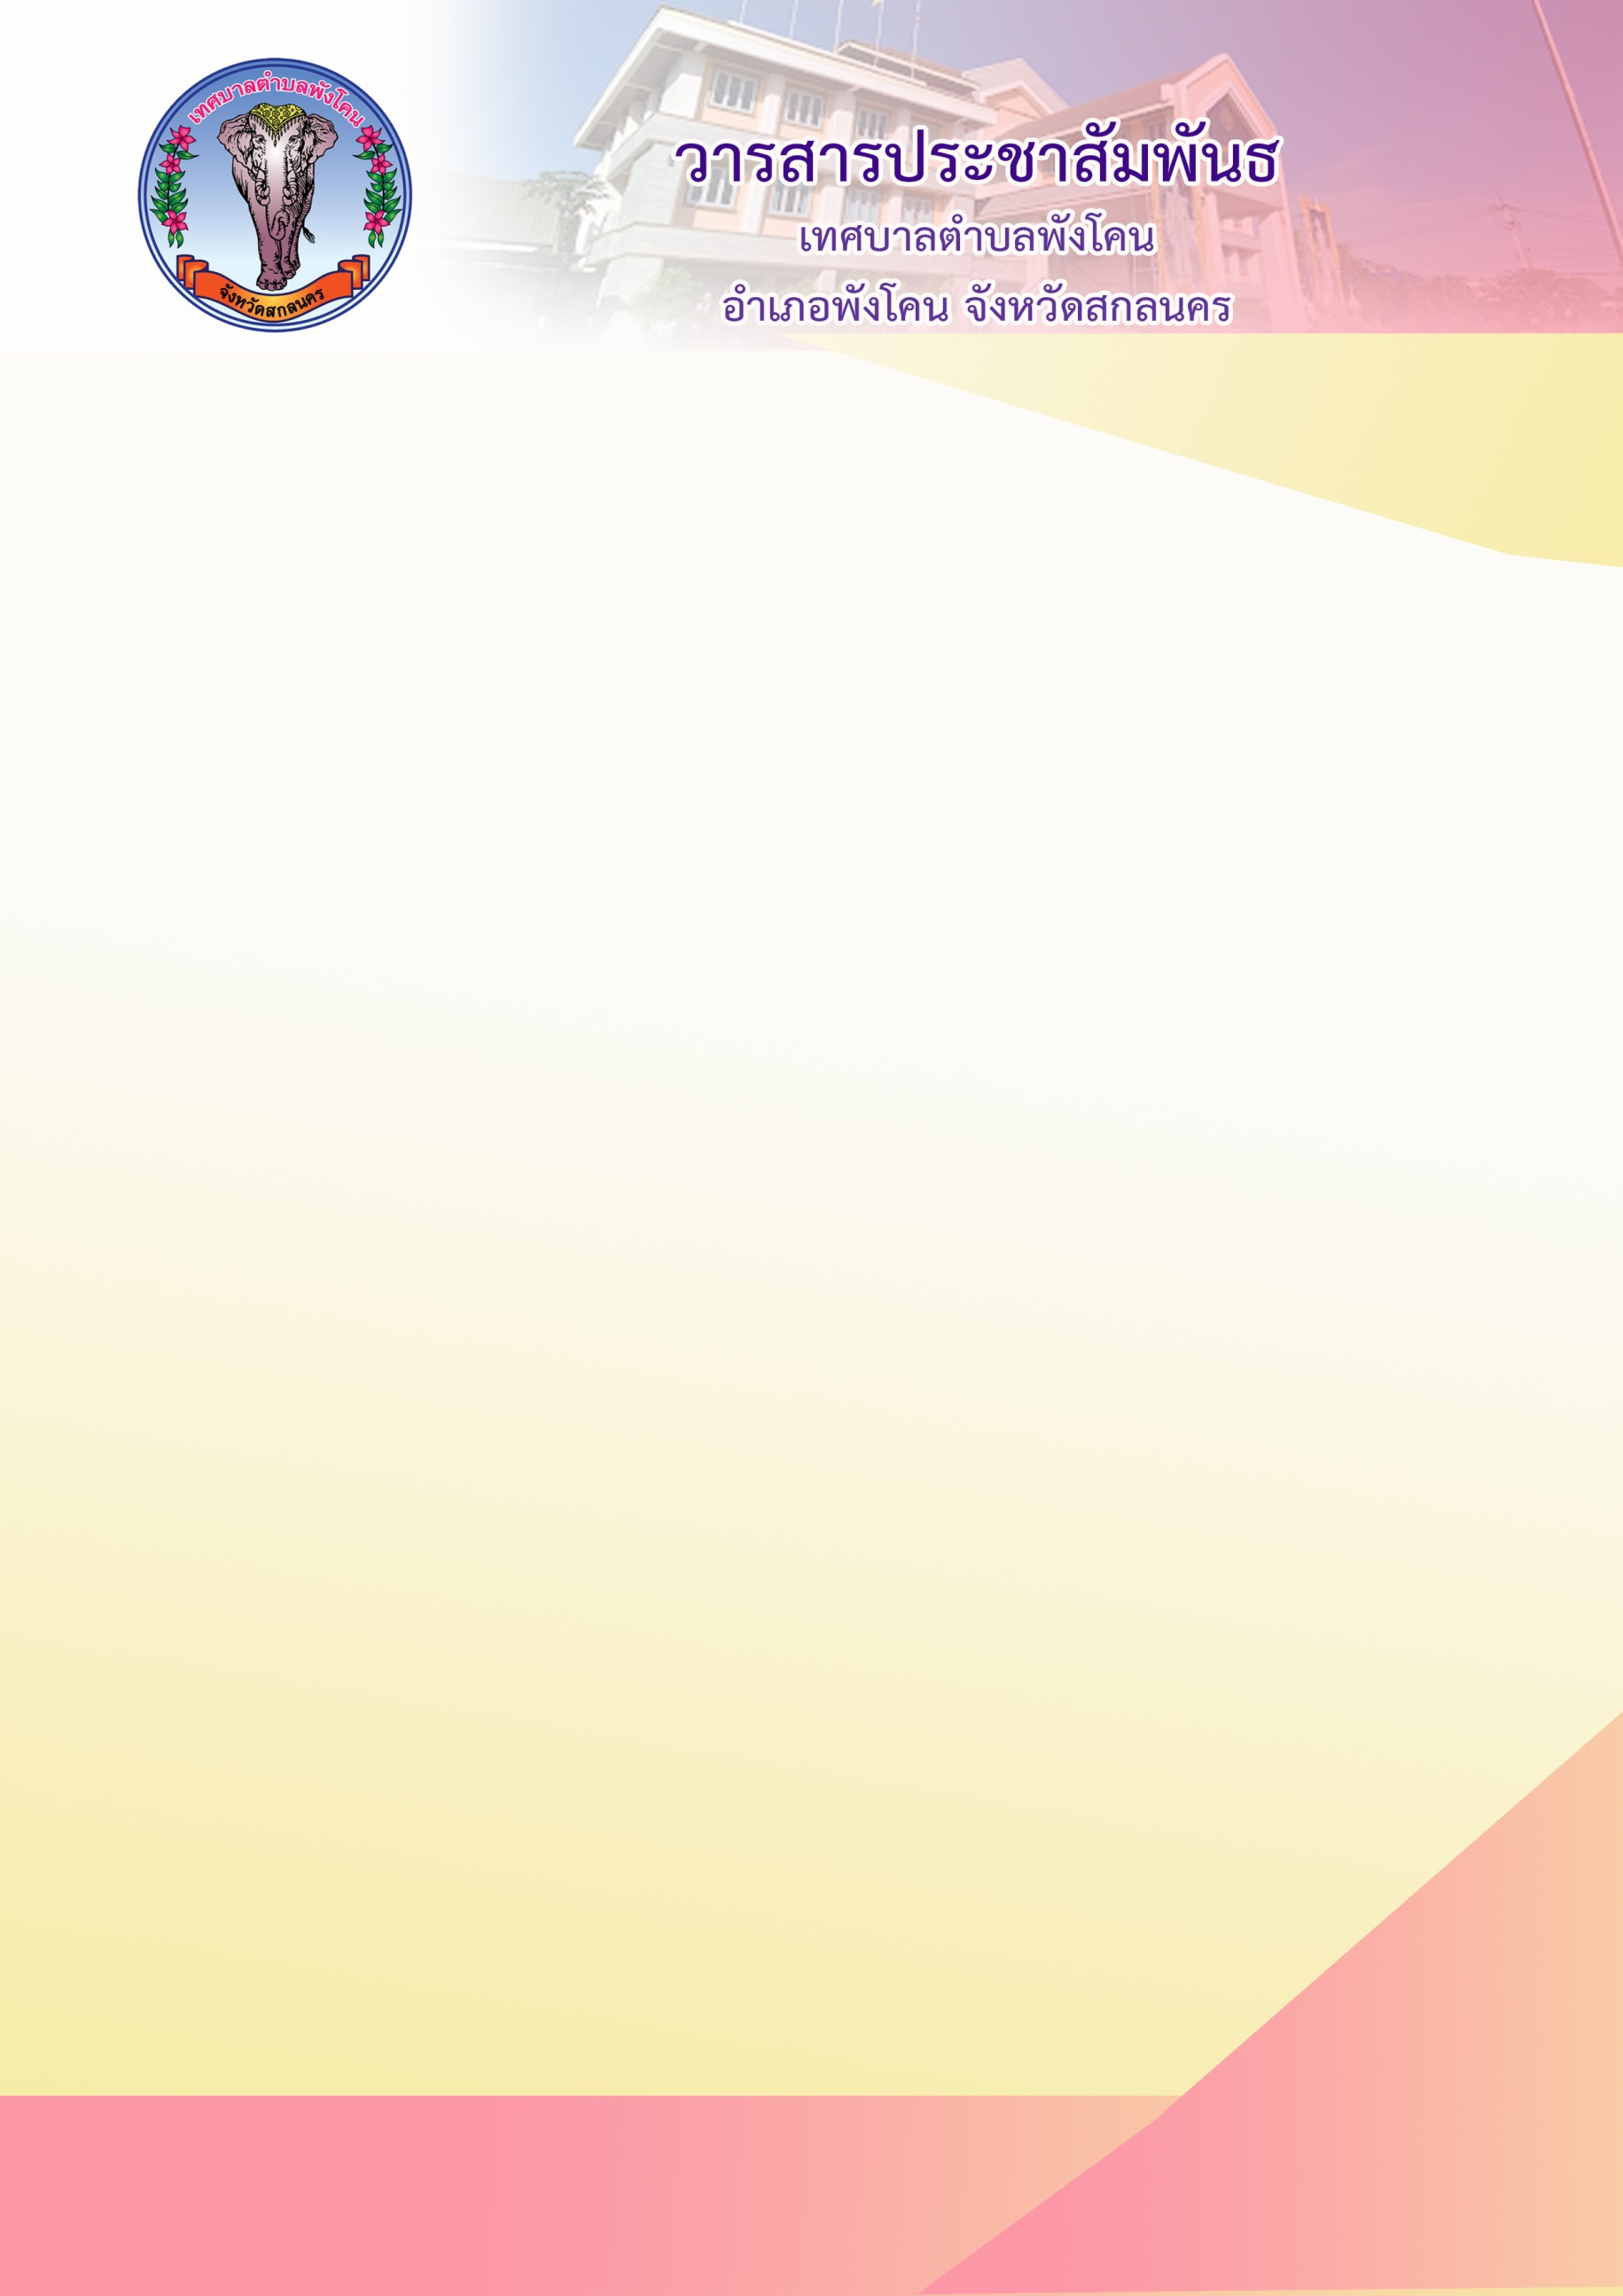 เทศบาลตำบลพังโคน
จังหวัดสกลนคร
วารสารประชาสัมพันธ์
เทศบาลตำบลพังโคน
อำเภอพังโคน จังหวัดสกลนคร